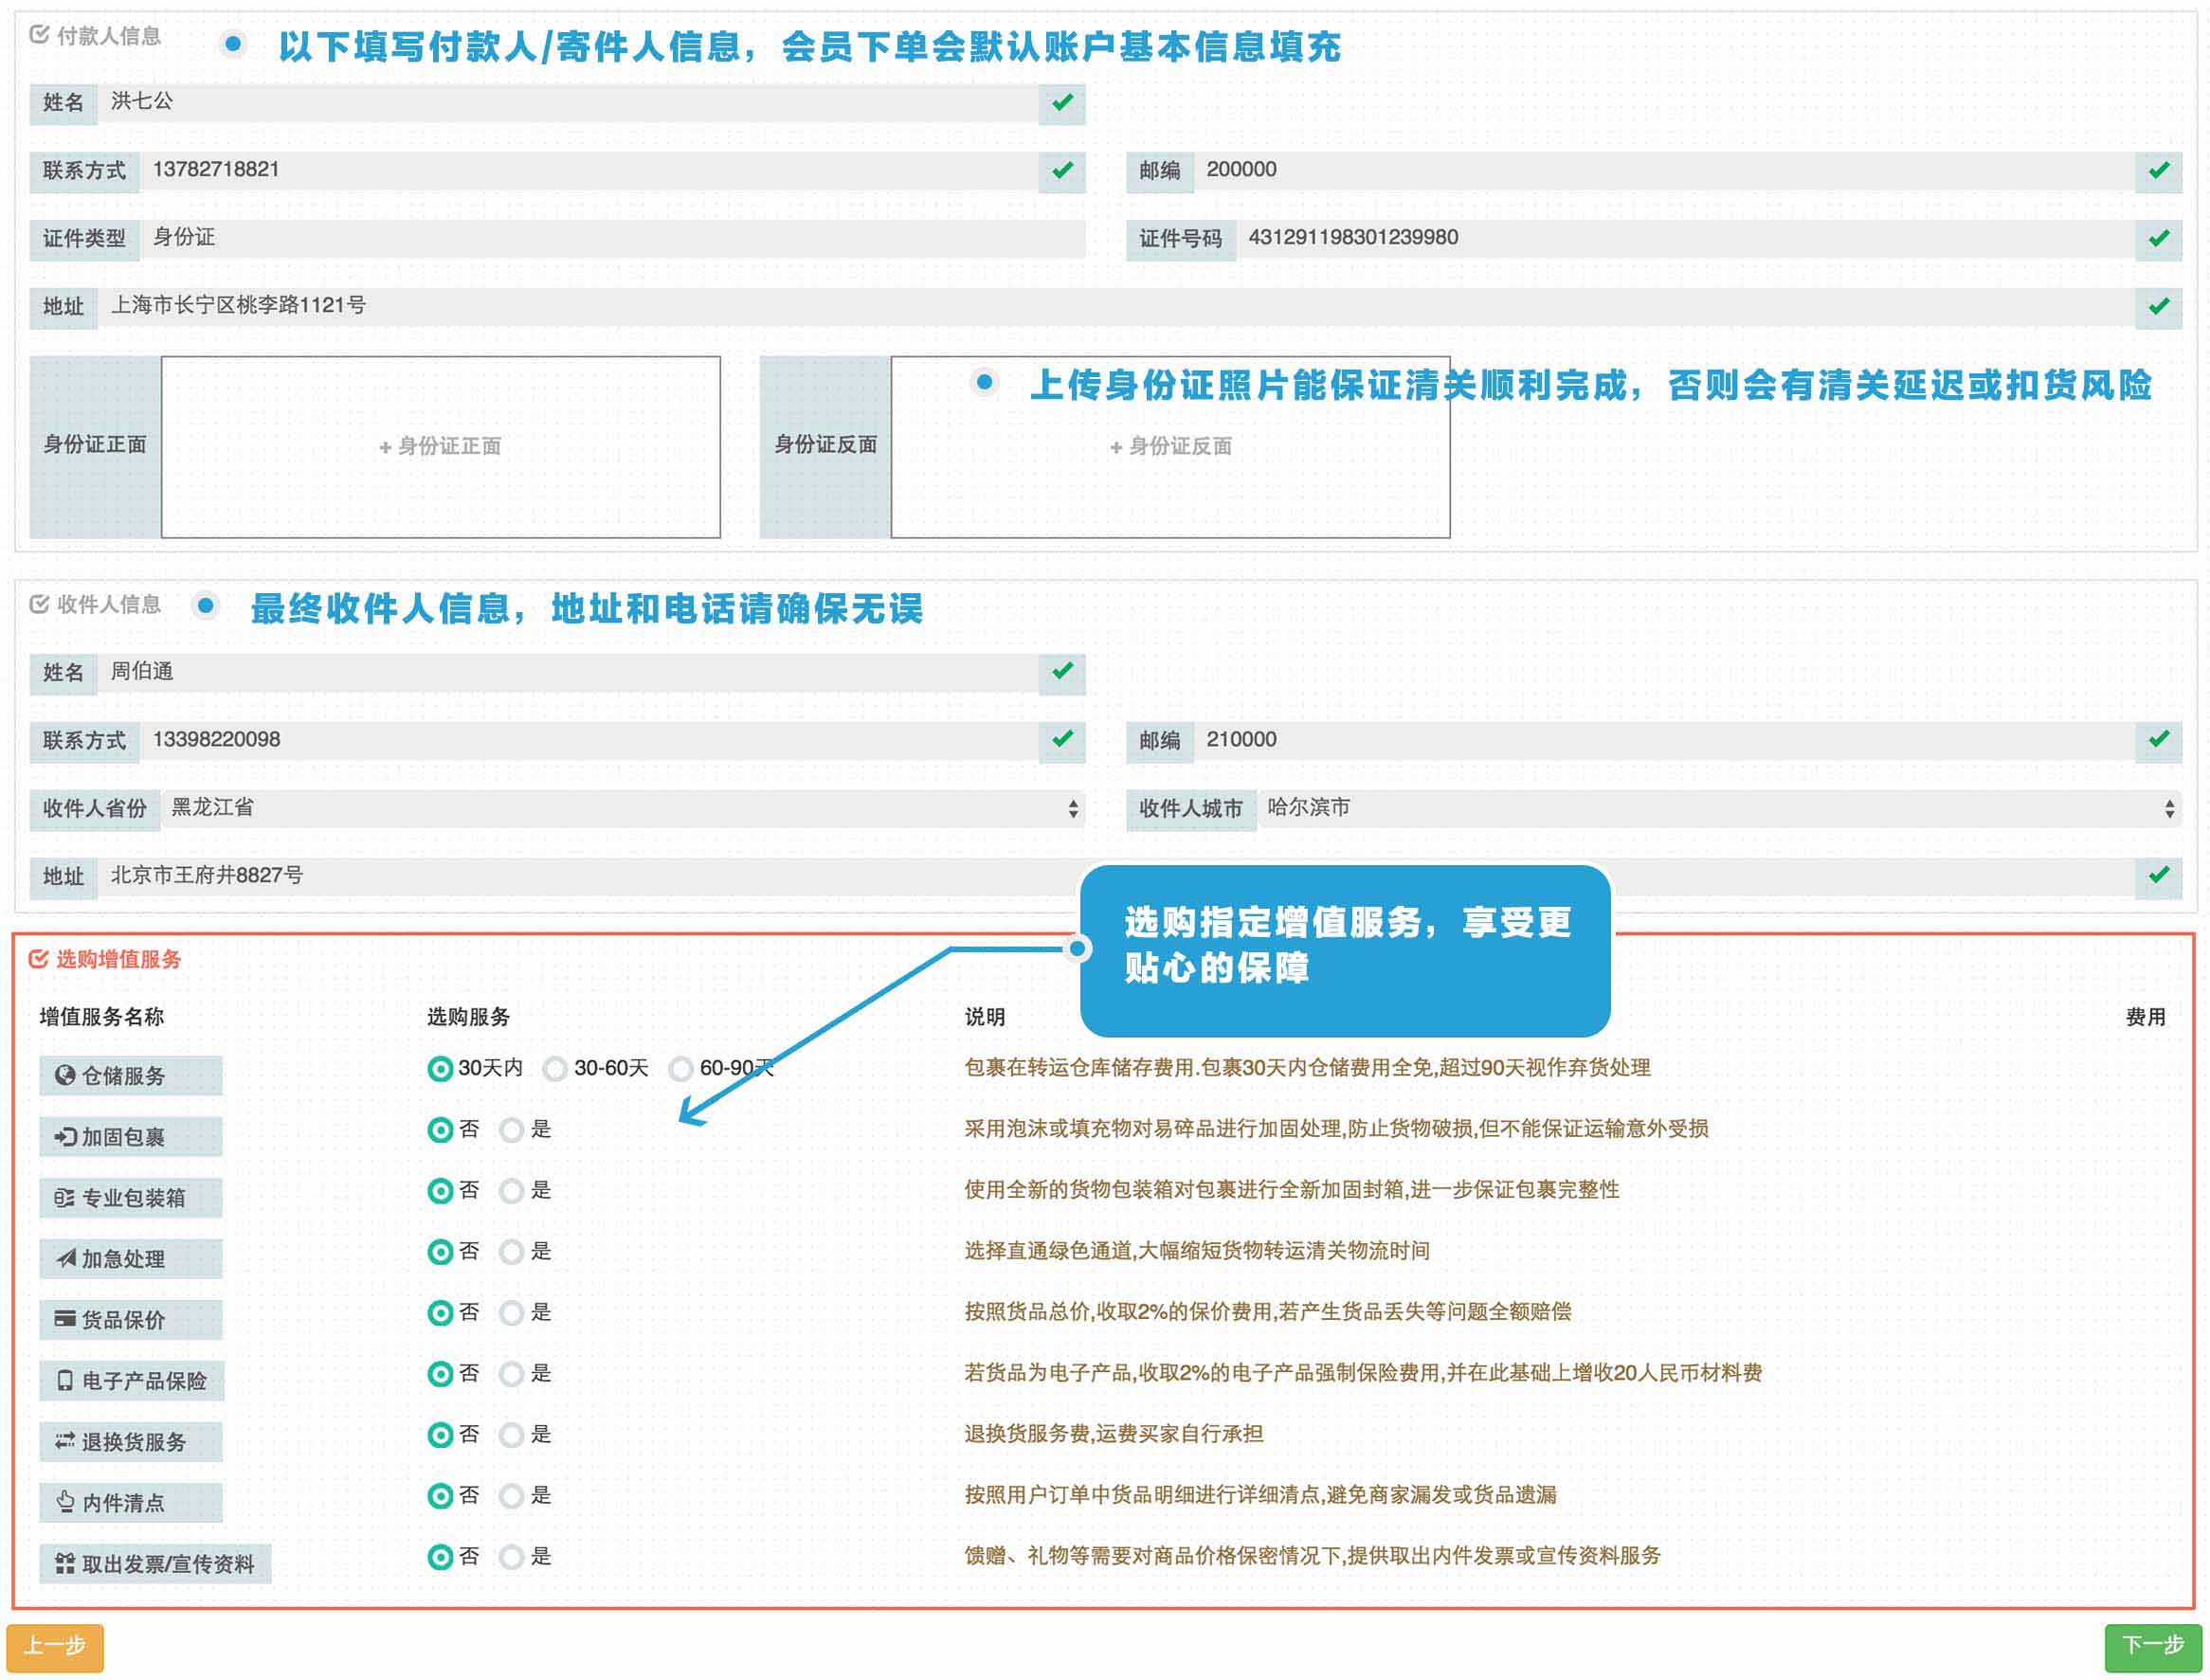 付款人信息
以下填写付款人/寄件人信息，会员下单会默认账户基本信息填充
姓名 洪七公
联系方式 13782718821 邮编 200000
证件类型 身份证 证件号码 431291198301239980
地址 上海市长宁区桃李路1121号
上传身份证照片能保证清关顺利完成，否则会有清关延迟或扣货风险
身份证正面 + 身份证正面 身份证反面 + 身份证反面
收件人信息
最终收件人信息，地址和电话请确保无误
姓名 周伯通
联系方式 13398220098 邮编 210000
收件人省份 黑龙江省 收件人城市 哈尔滨市
地址 北京市王府井8827号
选购指定增值服务，享受更
贴心的保障
选购增值服务
增值服务名称 选购服务 说明 费用
仓储服务 30天内 30-60天 60-90天 包裹在转运仓库储存费用.包裹30天内仓储费用全免,超过90天视作弃货处理
加固包裹 否 是 采用泡沫或填充物对易碎品进行加固处理,防止货物破损,但不能保证运输意外受损
专业包装箱 否 是 使用全新的货物包装箱对包裹进行全新加固封箱,进一步保证包裹完整性
加急处理 否 是 选择直通绿色通道,大幅缩短货物转运清关物流时间
货品保价 否 是 按照货品总价,收取2%的保价费用,若产生货品丢失等问题全额赔偿
电子产品保险 否 是 若货品为电子产品,收取2%的电子产品强制保险费用,并在此基础上增收20人民币材料费
退换货服务 否 是 退换货服务费,运费买家自行承担
内件清点 否 是 按照用户订单中货品明细进行详细清点,避免商家漏发或货品遗漏
取出发票/宣传资料 否 是 馈赠、礼物等需要对商品价格保密情况下,提供取出内件发票或宣传资料服务
上一步 下一步